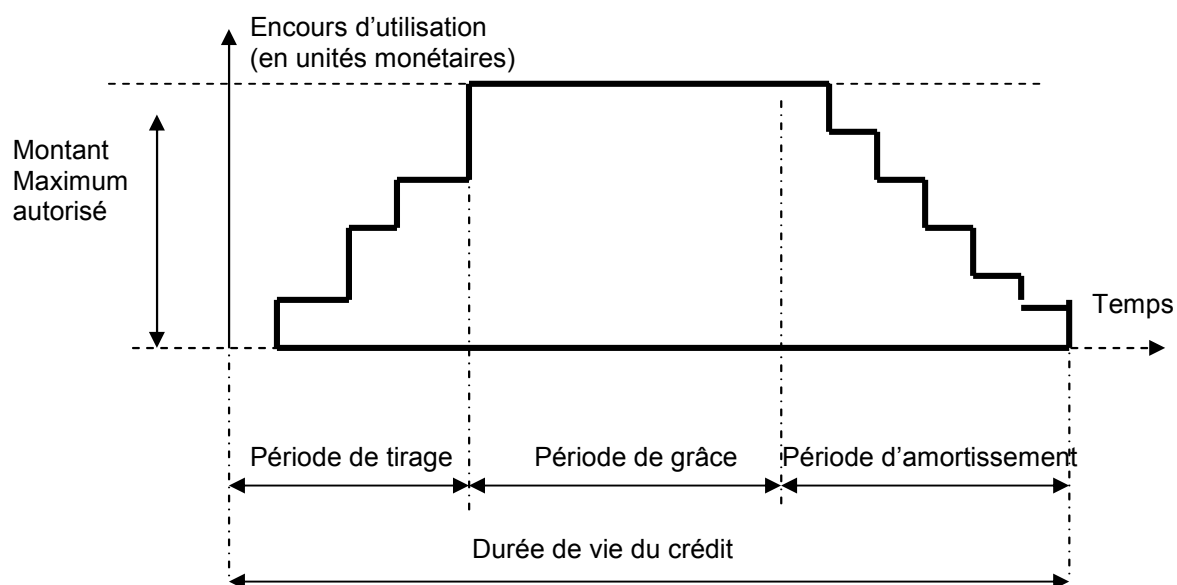 Encours d’utilisation
(en unités monétaires)
Montant
Maximum
autorisé
Temps
Période de tirage
Période de grâce
Période d’amortissement
Durée de vie du crédit